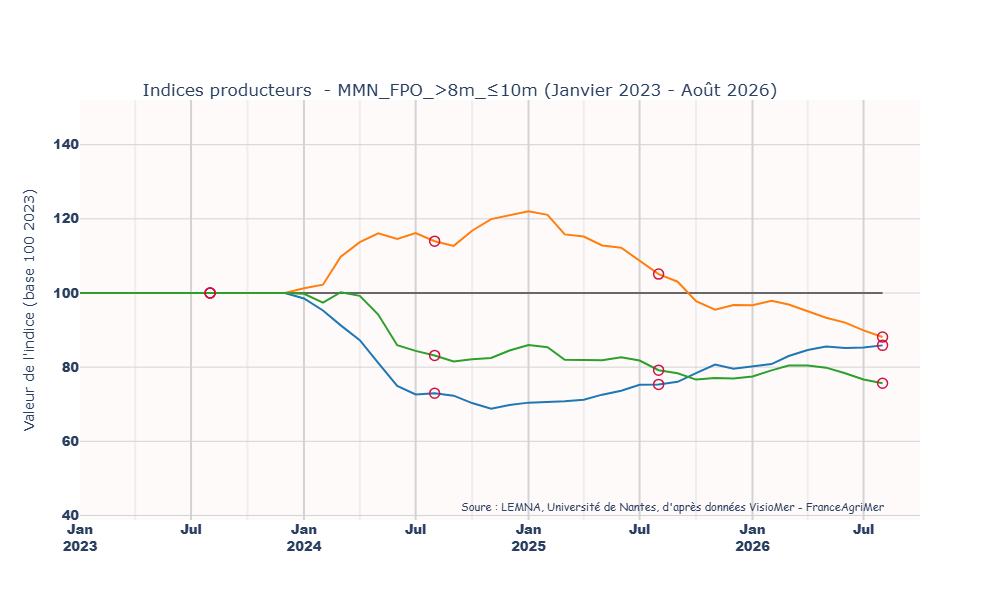 Indices producteurs  - MMN_FPO_>8m_≤10m (Janvier 2023 - Août 2026)
Valeur de l'indice (base 100 2023)
140
120
100
80
60
40
Soure : LEMNA, Université de Nantes, d'après données VisioMer - FranceAgriMer
Jan Jul Jan Jul Jan Jul Jan Jul
2023 2024 2025 2026